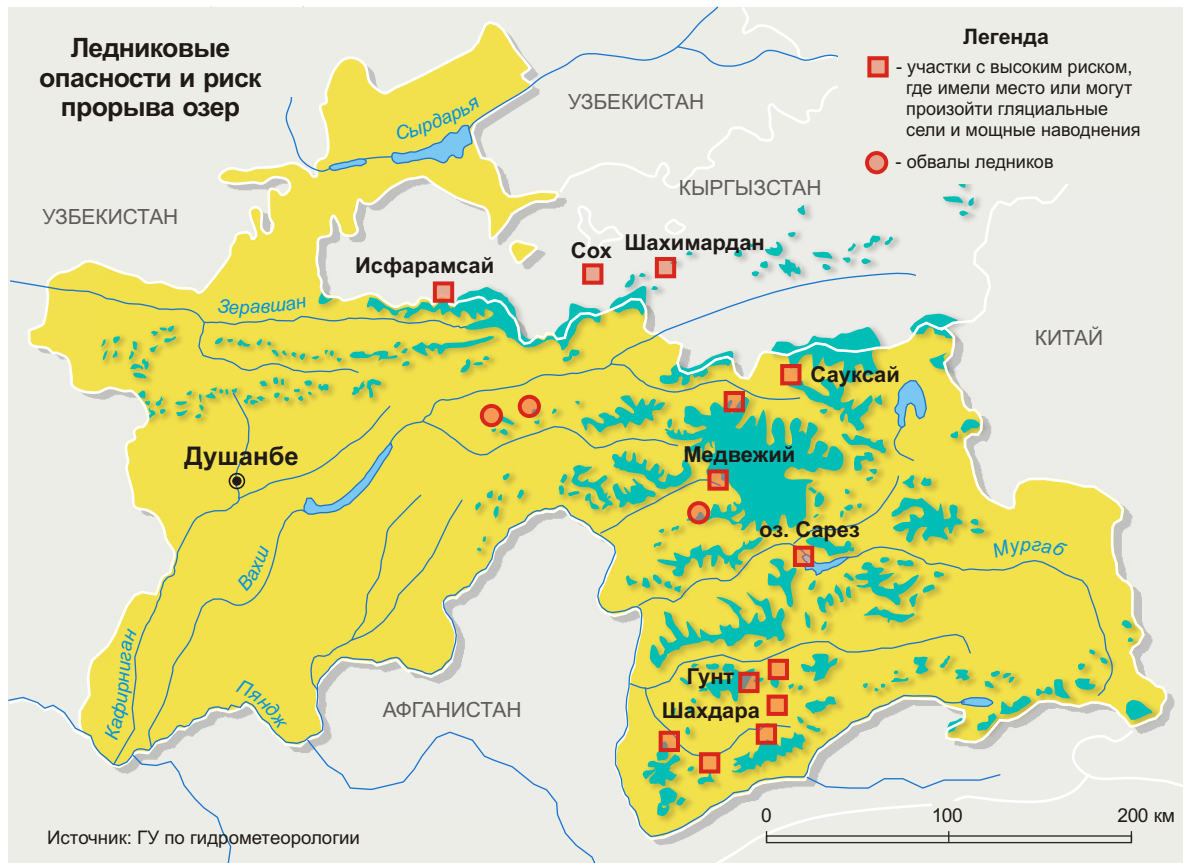 Ледниковые
опасности и риск
прорыва озер
Легенда
- участки с высоким риском,
где имели место или могут
произойти гляциальные
сели и мощные наводнения
- обвалы ледников
УЗБЕКИСТАН
Сырдарья
КЫРГЫЗСТАН
УЗБЕКИСТАН
Шахимардан
Сох
Исфарамсай
Зеравшан
КИТАЙ
Сауксай
Душанбе
Медвежий
оз. Сарез
Мургаб
Вахш
Кафирниган
Пяндж
АФГАНИСТАН
Гунт
Шахдара
0
100
200 км
Источник: ГУ по гидрометеорологии